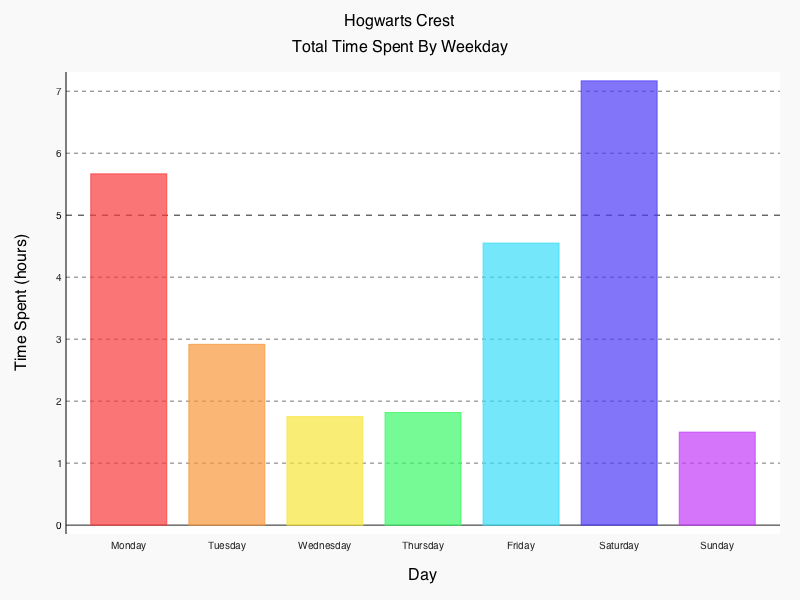 Hogwarts Crest
Total Time Spent By Weekday
Time Spent (hours)
7
6
5
4
3
2
1
0
Monday Tuesday Wednesday Thursday Friday Saturday Sunday
Day